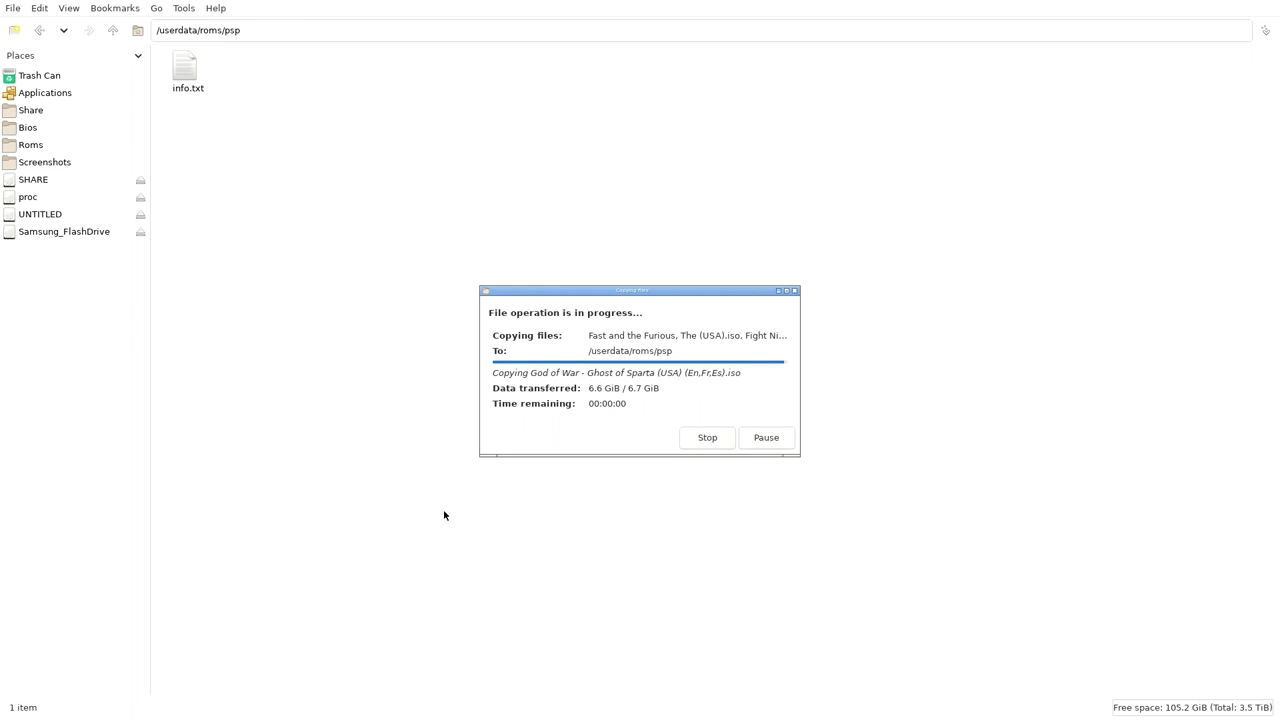 File Edit View Bookmarks Go Tools Help
/userdata/roms/psp
Places
Trash Can
Applications
Share
Bios
Roms
Screenshots
SHARE
proc
UNTITLED
Samsung_FlashDrive
info.txt
Copying files
File operation is in progress...
Copying files: Fast and the Furious, The (USA).iso, Fight Ni...
To: /userdata/roms/psp
Copying God of War - Ghost of Sparta (USA) (En,Fr,Es).iso
Data transferred: 6.6 GiB / 6.7 GiB
Time remaining: 00:00:00
Stop Pause
1 item
Free space: 105.2 GiB (Total: 3.5 TiB)